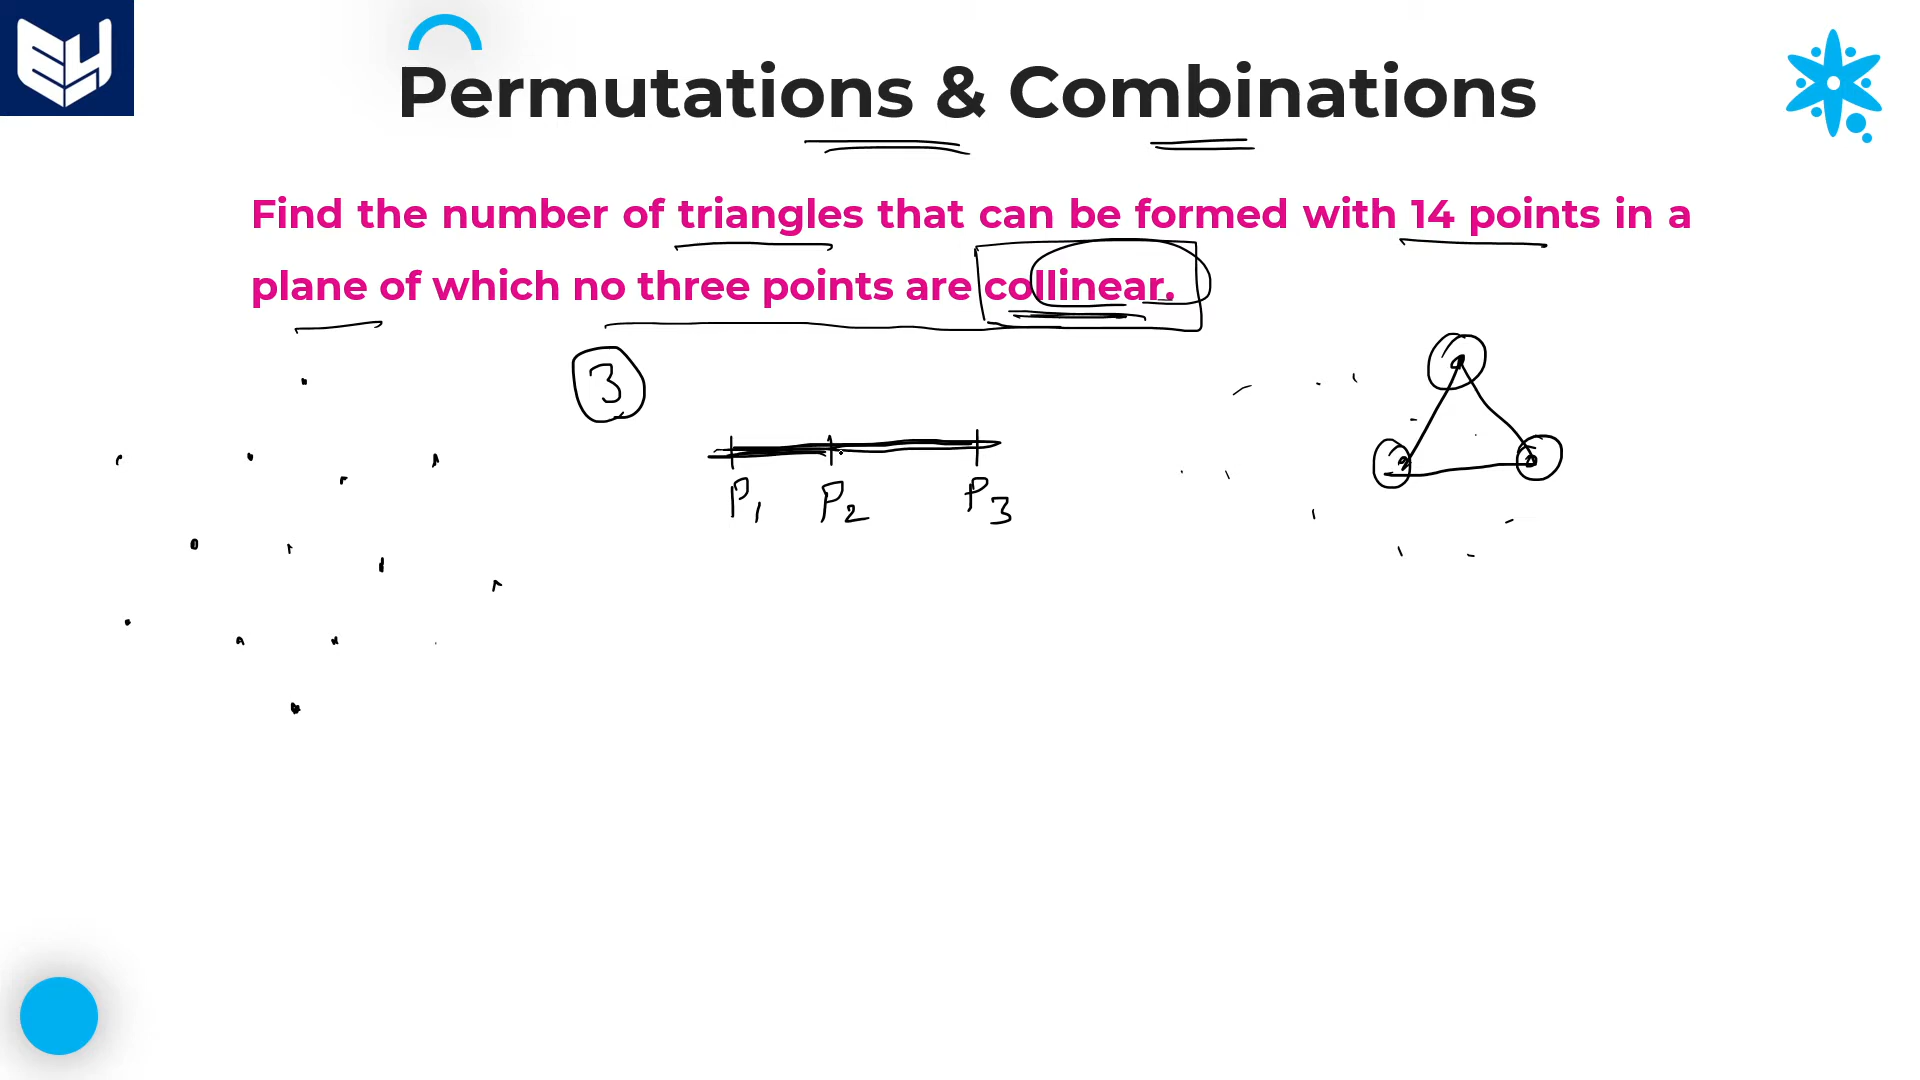 Permutations & Combinations
Find the number of triangles that can be formed with 14 points in a
plane of which no three points are collinear.
3
P1 P2 P3